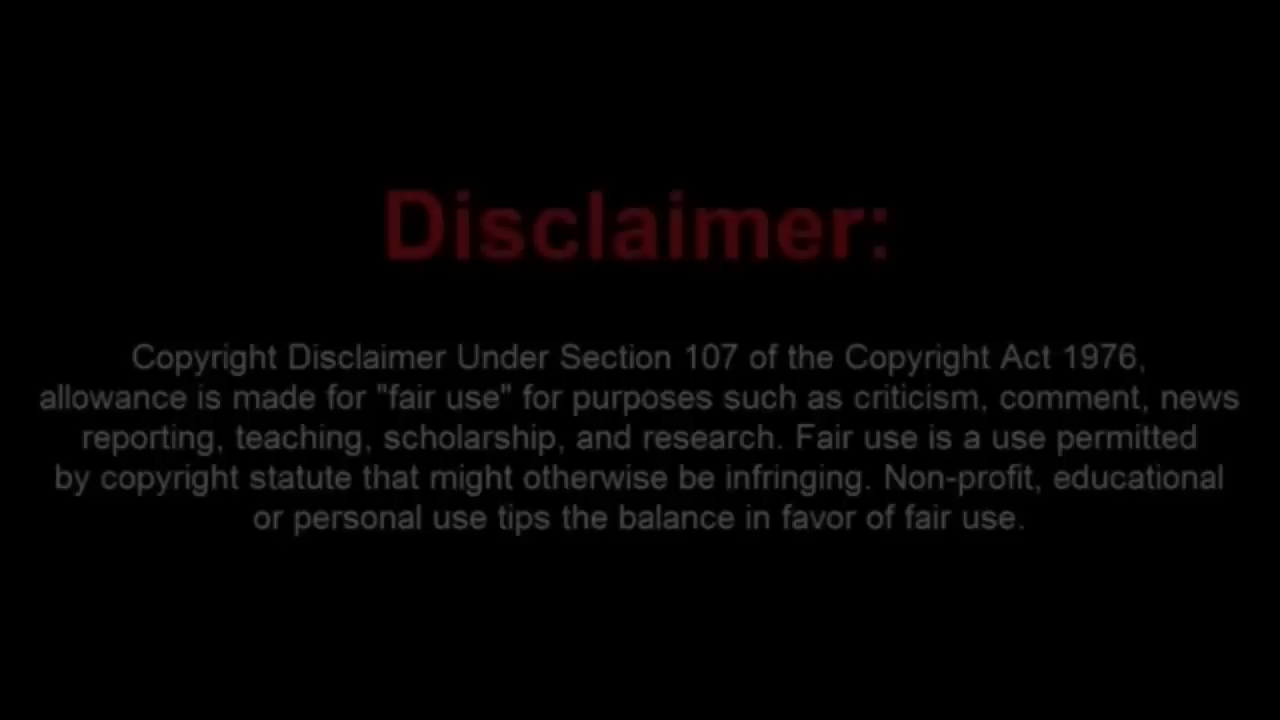 Disclaimer:
Copyright Disclaimer Under Section 107 of the Copyright Act 1976,
allowance is made for "fair use" for purposes such as criticism, comment, news
reporting, teaching, scholarship, and research. Fair use is a use permitted
by copyright statute that might otherwise be infringing. Non-profit, educational
or personal use tips the balance in favor of fair use.